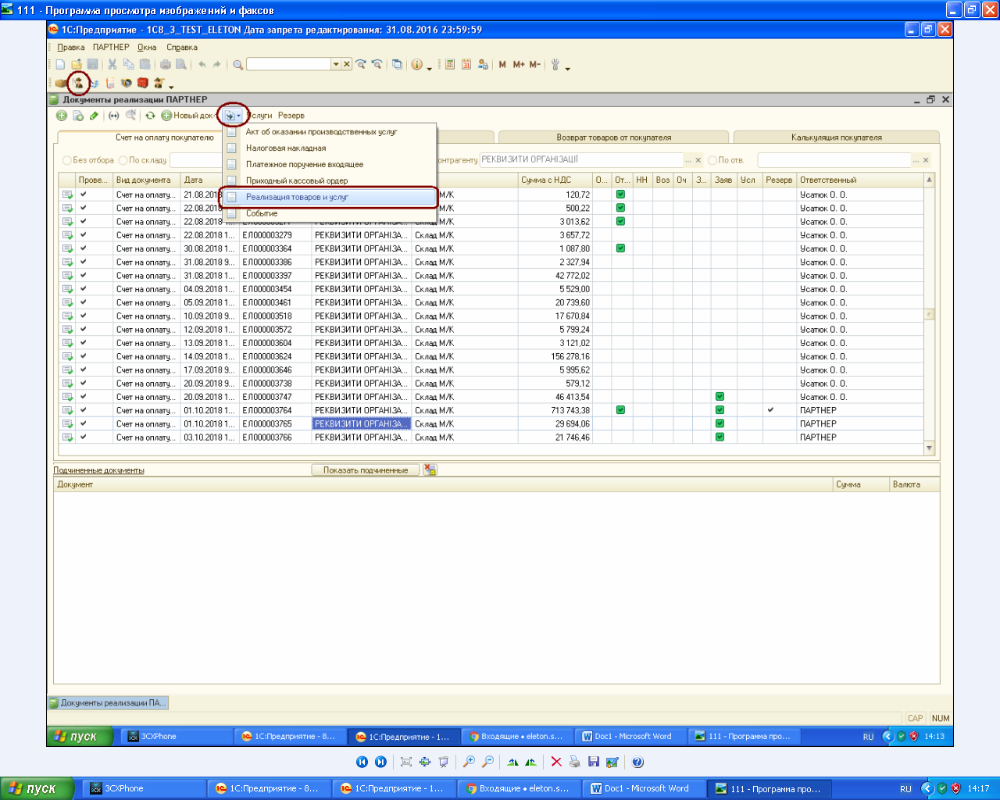 111 - Программа просмотра изображений и факсов
1С:Предприятие - 1C8_3_TEST_ELETON Дата запрета редактирования: 31.08.2016 23:59:59
Правка ПАРТНЕР Окна Справка
M M+ M-
Документы реализации ПАРТНЕР
Новый док- слуги Резерв
Акт об оказании производственных услуг
Налоговая накладная
Платежное поручение входящее
Приходный кассовый ордер
Реализация товаров и услуг
Событие
Счет на оплату покупателю Возврат товаров от покупателя Калькуляция покупателя
Без отбора По складу онтрагенту РЕКВИЗИТИ ОРГАНІЗАЦІЇ ... × По отв. ... ×
Прове... Вид документа Дата Сумма с НДС О... От... НН Воз Оч З... Заяв Усл Резерв Ответственный
Счет на оплату... 21.08.2018 М/К 120,72 Усатюк О. О.
Счет на оплату... 22.08.2018 М/К 500,22 Усатюк О. О.
Счет на оплату... 22.08.2018 1... ЕЛ000003277 РЕКВИЗИТИ ОРГАНІЗА... Склад М/К 3 013,62 Усатюк О. О.
Счет на оплату... 22.08.2018 1... ЕЛ000003279 РЕКВИЗИТИ ОРГАНІЗА... Склад М/К 3 657,72 Усатюк О. О.
Счет на оплату... 30.08.2018 1... ЕЛ000003364 РЕКВИЗИТИ ОРГАНІЗА... Склад М/К 1 087,80 Усатюк О. О.
Счет на оплату... 31.08.2018 9... ЕЛ000003386 РЕКВИЗИТИ ОРГАНІЗА... Склад М/К 2 327,94 Усатюк О. О.
Счет на оплату... 31.08.2018 1... ЕЛ000003397 РЕКВИЗИТИ ОРГАНІЗА... Склад М/К 42 772,02 Усатюк О. О.
Счет на оплату... 04.09.2018 1... ЕЛ000003454 РЕКВИЗИТИ ОРГАНІЗА... Склад М/К 5 529,00 Усатюк О. О.
Счет на оплату... 05.09.2018 1... ЕЛ000003461 РЕКВИЗИТИ ОРГАНІЗА... Склад М/К 20 739,60 Усатюк О. О.
Счет на оплату... 10.09.2018 9... ЕЛ000003518 РЕКВИЗИТИ ОРГАНІЗА... Склад М/К 17 670,84 Усатюк О. О.
Счет на оплату... 12.09.2018 1... ЕЛ000003572 РЕКВИЗИТИ ОРГАНІЗА... Склад М/К 5 799,24 Усатюк О. О.
Счет на оплату... 13.09.2018 1... ЕЛ000003604 РЕКВИЗИТИ ОРГАНІЗА... Склад М/К 3 121,02 Усатюк О. О.
Счет на оплату... 14.09.2018 1... ЕЛ000003624 РЕКВИЗИТИ ОРГАНІЗА... Склад М/К 156 278,16 Усатюк О. О.
Счет на оплату... 17.09.2018 9... ЕЛ000003646 РЕКВИЗИТИ ОРГАНІЗА... Склад М/К 5 995,62 Усатюк О. О.
Счет на оплату... 20.09.2018 9... ЕЛ000003738 РЕКВИЗИТИ ОРГАНІЗА... Склад М/К 579,12 Усатюк О. О.
Счет на оплату... 20.09.2018 1... ЕЛ000003747 РЕКВИЗИТИ ОРГАНІЗА... Склад М/К 46 413,54 Усатюк О. О.
Счет на оплату... 01.10.2018 1... ЕЛ000003764 РЕКВИЗИТИ ОРГАНІЗА... Склад М/К 713 743,38 ПАРТНЕР
Счет на оплату... 01.10.2018 1... ЕЛ000003765 РЕКВИЗИТИ ОРГАНІЗА... Склад М/К 29 694,06 ПАРТНЕР
Счет на оплату... 03.10.2018 1... ЕЛ000003766 РЕКВИЗИТИ ОРГАНІЗА... Склад М/К 21 746,46 ПАРТНЕР
Подчиненные документы Показать подчиненные
Документ Сумма Валюта
Документы реализации ПА...
CAP NUM
пуск 3CXPhone 1С:Предприятие - 8... 1С:Предприятие - 1... Входящие • eleton.s... Doc1 - Microsoft Word 111 - Программа про... RU 14:13
пуск 3CXPhone 1С:Предприятие - 8... 1С:Предприятие - 1... Входящие • eleton.s... Doc1 - Microsoft Word 111 - Программа про... RU 14:17